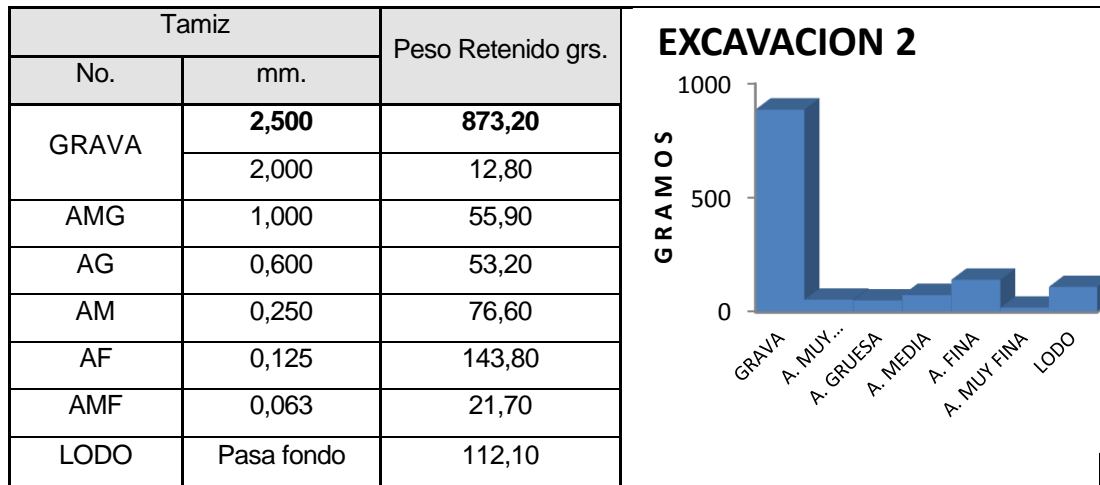 Tamiz Peso Retenido grs.
No. mm.
GRAVA 2,500 873,20
2,000 12,80
AMG 1,000 55,90
AG 0,600 53,20
AM 0,250 76,60
AF 0,125 143,80
AMF 0,063 21,70
LODO Pasa fondo 112,10
EXCAVACION 2
GRAMOS
1000
500
0
GRAVA
A. MUY...
A. GRUESA
A. MEDIA
A. FINA
A. MUY FINA
LODO